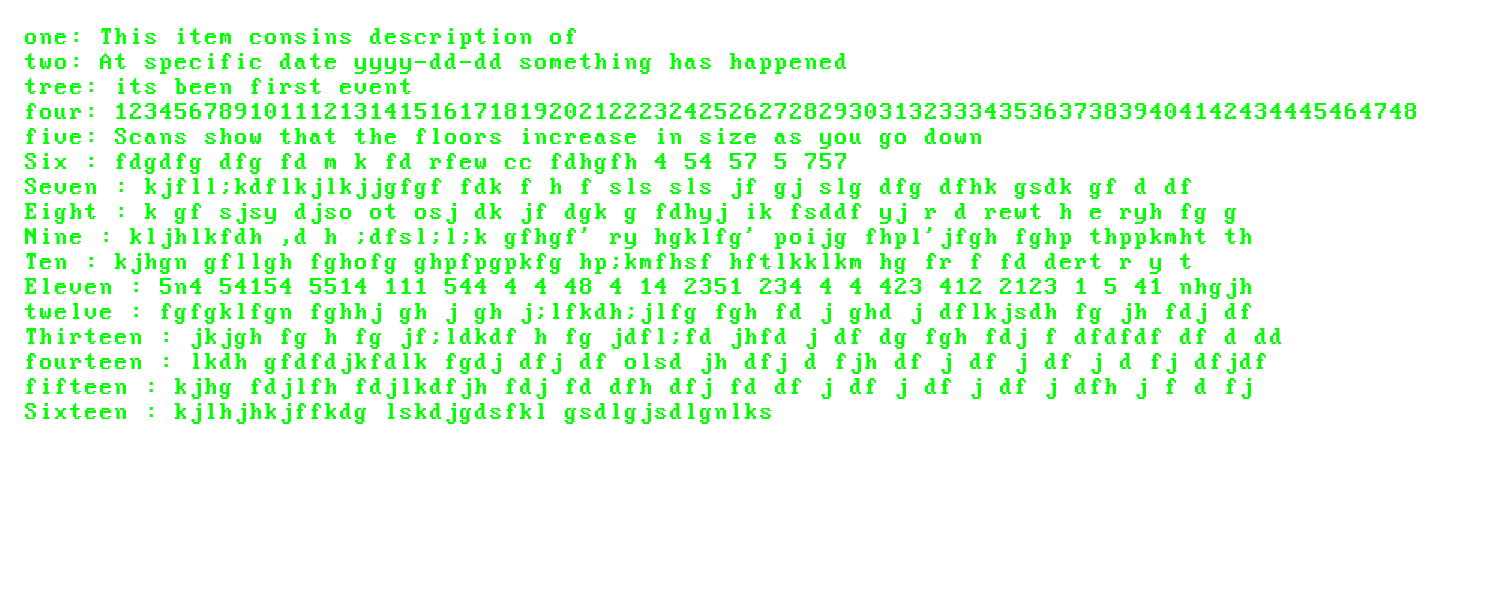 one: This item consins description of
two: At specific date yyyy-dd-dd something has happened
tree: its been first event
four: 123456789101112131415161718192021222324252627282930313233343536373839404142434445464748
five: Scans show that the floors increase in size as you go down
Six : fdgdfg dfg fd m k fd rfew cc fdhgfh 4 54 57 5 757
Seven : kjfll;kdflkjlkjjgfgf fdk f h f sls sls jf gj slg dfg dfhk gsdk gf d df
Eight : k gf sjsy djso ot osj dk jf dgk g fdhyj ik fsddf yj r d rewt h e ryh fg g
Nine : kljhlkfdh ,d h ;dfsl;l;k gfhgf' ry hgklfg' poijg fhpl'jfgh fghp thppkmht th
Ten : kjhgn gfllgh fghofg ghpfpgpkfg hp;kmfhsf hftlkklkm hg fr f fd dert r y t
Eleven : 5n4 54154 5514 111 544 4 4 48 4 14 2351 234 4 4 423 412 2123 1 5 41 nhgjh
twelve : fgfgklfgn fghhj gh j gh j;lfkdh;jlfg fgh fd j ghd j dflkjsdh fg jh fdj df
Thirteen : jkjgh fg h fg jf;ldkdf h fg jdfl;fd jhfd j df dg fgh fdj f dfdfdf df d dd
fourteen : lkdh gfdfdjkfdlk fgdj dfj df olsd jh dfj d fjh df j df j df j d fj dfjdf
fifteen : kjhg fdjlfh fdjlkdfjh fdj fd dfh dfj fd df j df j df j df j dfh j f d fj
Sixteen : kjlhjhkjffkdg lskdjgdsfkl gsdlgjsdlgnlks